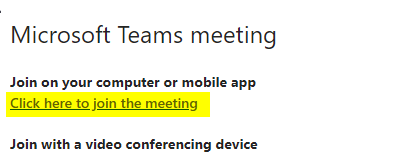 Microsoft Teams meeting
Join on your computer or mobile app
Click here to join the meeting
Join with a video conferencing device